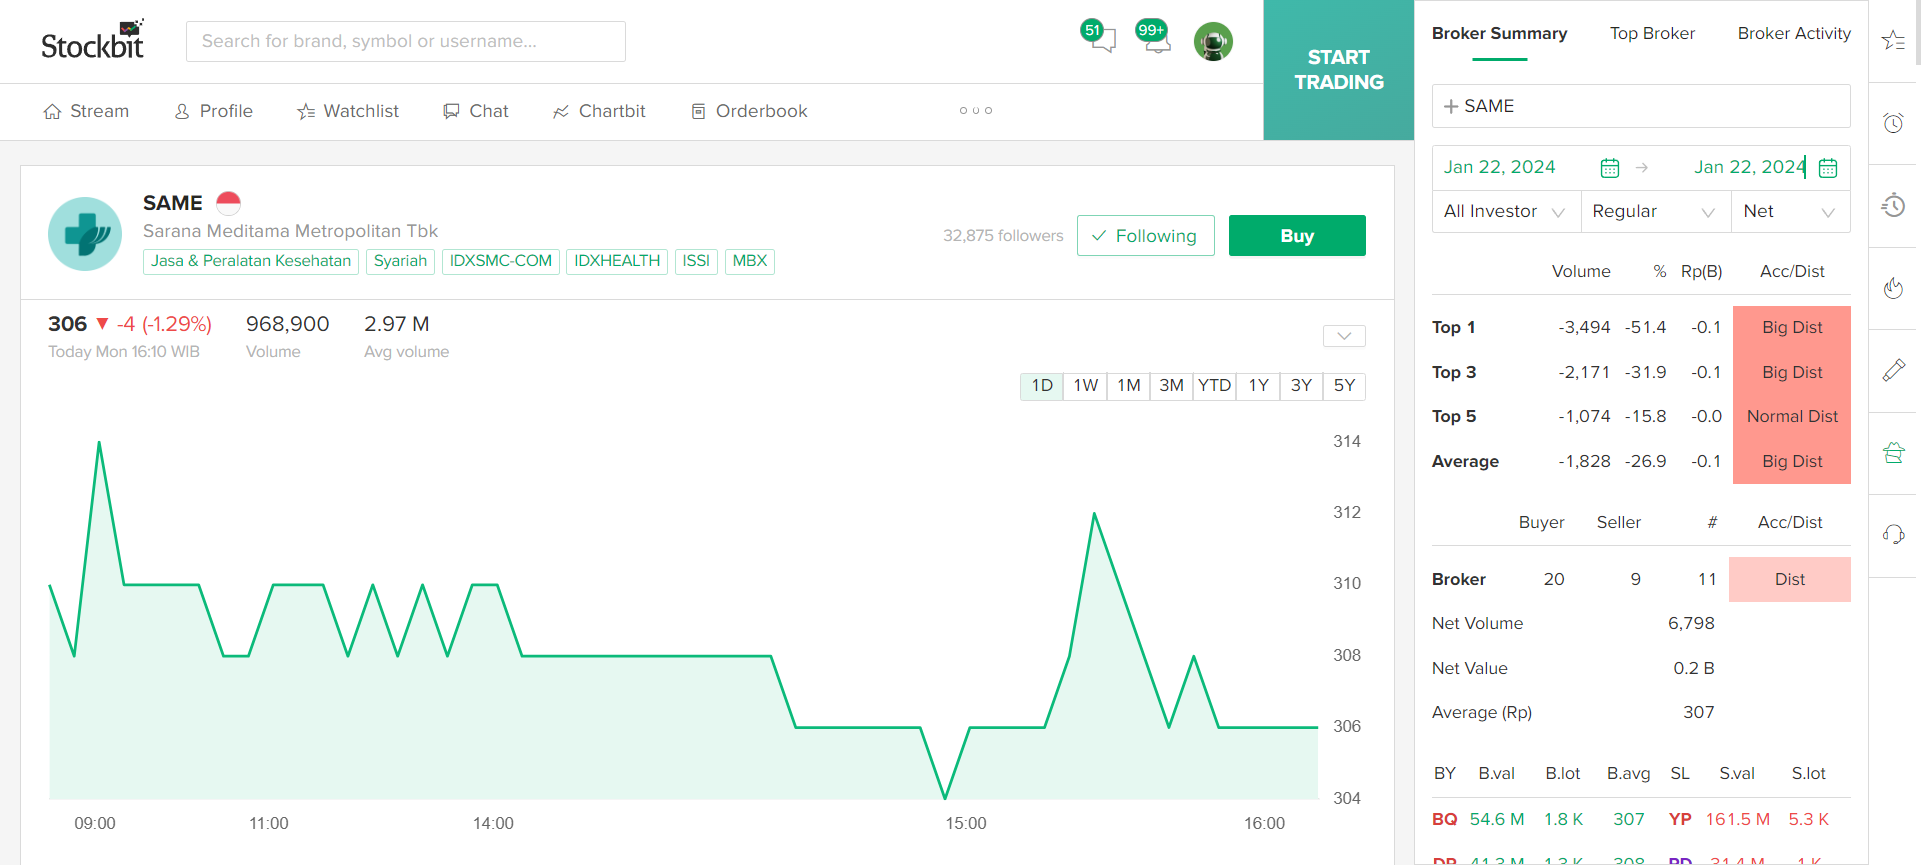 Stockbit
Search for brand, symbol or username...
51
99+
START
TRADING
Stream
Profile
Watchlist
Chat
Chartbit
Orderbook
SAME
Sarana Meditama Metropolitan Tbk
Jasa & Peralatan Kesehatan
Syariah
IDXSMC-COM
IDXHEALTH
ISSI
MBX
32,875 followers
Following
Buy
306 ▼ -4 (-1.29%)
Today Mon 16:10 WIB
968,900
Volume
2.97 M
Avg volume
1D 1W 1M 3M YTD 1Y 3Y 5Y
314
312
310
308
306
304
09:00 11:00 14:00 15:00 16:00
Broker Summary Top Broker Broker Activity
+ SAME
Jan 22, 2024 → Jan 22, 2024
All Investor Regular Net
Volume % Rp(B) Acc/Dist
Top 1 -3,494 -51.4 -0.1 Big Dist
Top 3 -2,171 -31.9 -0.1 Big Dist
Top 5 -1,074 -15.8 -0.0 Normal Dist
Average -1,828 -26.9 -0.1 Big Dist
Buyer Seller # Acc/Dist
Broker 20 9 11 Dist
Net Volume 6,798
Net Value 0.2 B
Average (Rp) 307
BY B.val B.lot B.avg SL S.val S.lot
BQ 54.6 M 1.8 K 307 YP 161.5 M 5.3 K